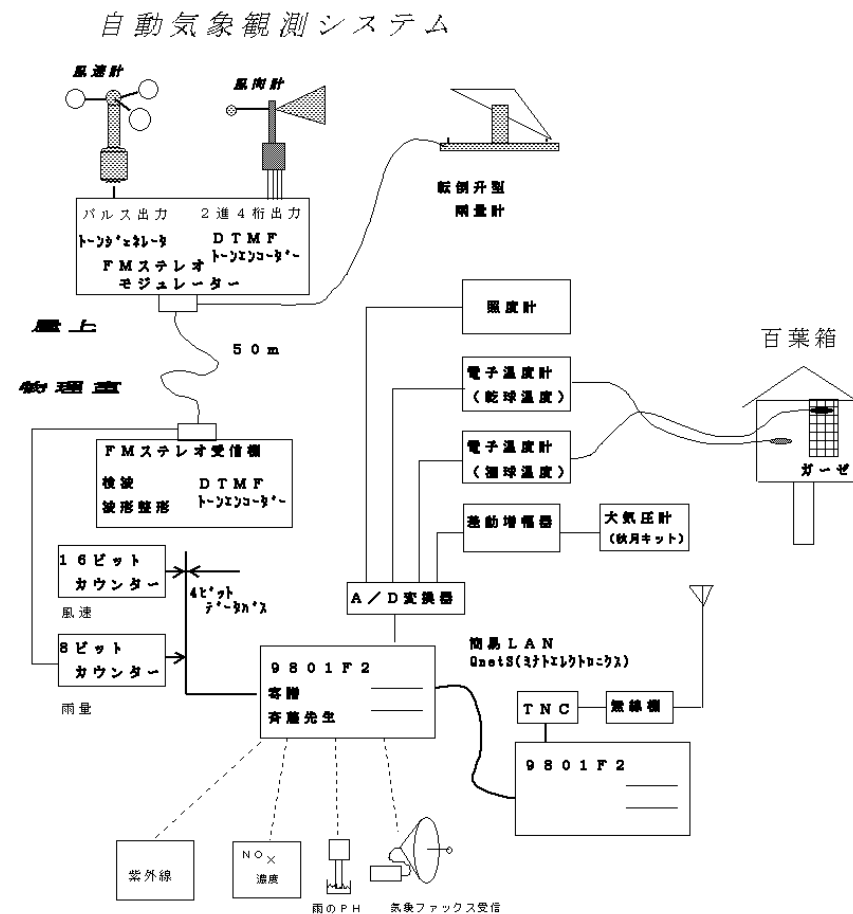 自動気象観測システム
風速計
風向計
転倒升型
雨量計
パルス出力
2進4桁出力
トーンジェネレータ
DTMF
トーンエンコーダー
FMステレオ
モジュレーター
屋上
50m
物理室
照度計
百葉箱
電子温度計
(乾球温度)
電子温度計
(湿球温度)
ガーゼ
FMステレオ受信機
検波
DTMF
波形整形
トーンエンコーダー
差動増幅器
大気圧計
(秋月キット)
16ビット
カウンター
風速
4ビット
データバス
A/D変換器
8ビット
カウンター
雨量
簡易LAN
QnetS(ミナトエレクトロニクス)
9801F2
寄贈
斉藤先生
TNC
無線機
9801F2
紫外線
NOX
濃度
雨のPH
気象ファックス受信